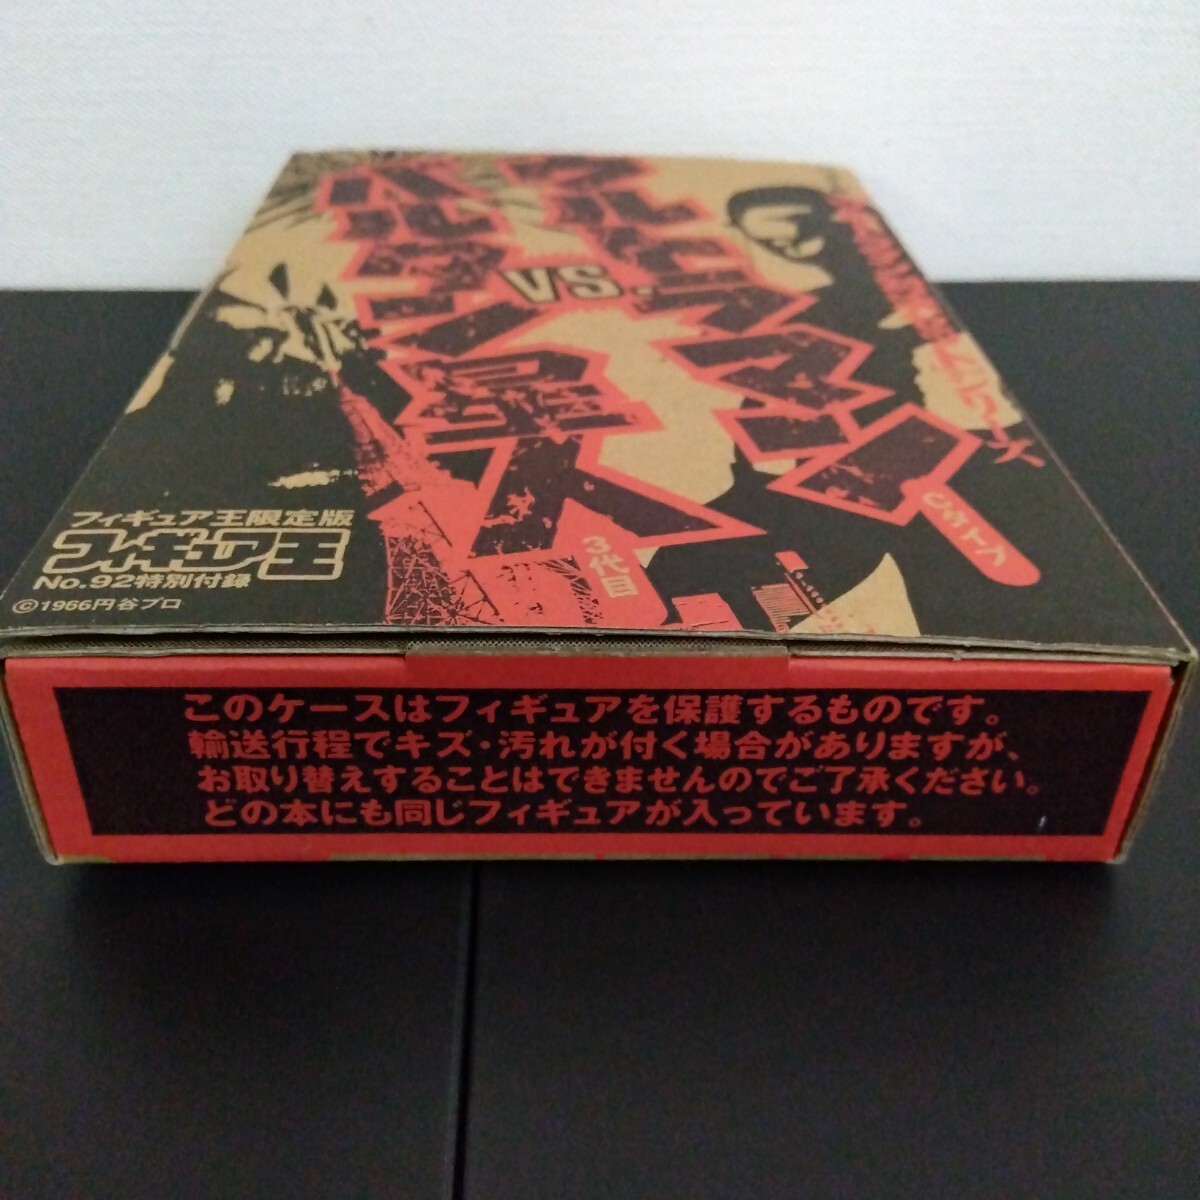 ウルトラマン
Cタイプ
VS.
バルタン星人
3代目
フィギュア王限定版
フィギュア王
No.92特別付録
©1966円谷プロ
このケースはフィギュアを保護するものです。
輸送行程でキズ・汚れが付く場合がありますが、
お取り替えすることはできませんのでご了承ください。
どの本にも同じフィギュアが入っています。